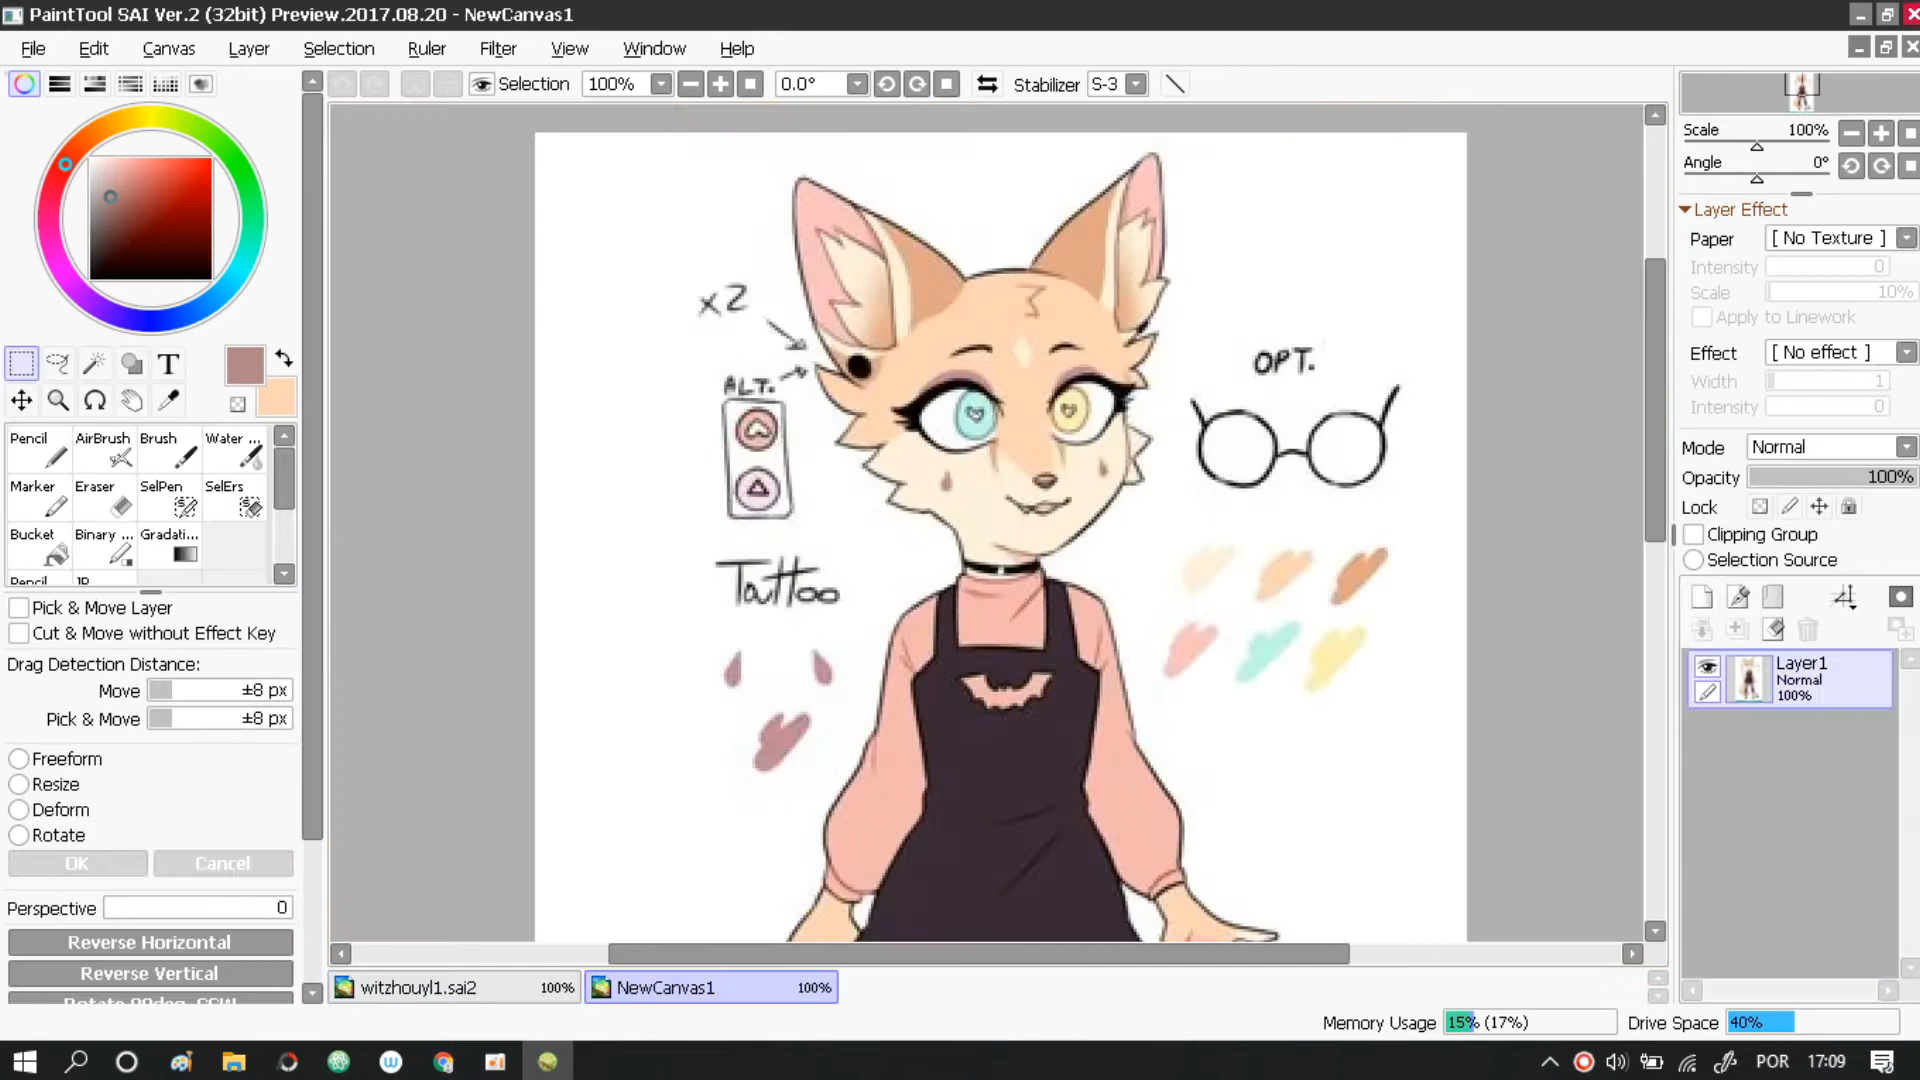 PaintTool SAI Ver.2 (32bit) Preview.2017.08.20 - NewCanvas1
File Edit Canvas Layer Selection Ruler Filter View Window Help
Selection 100% 0.0° Stabilizer S-3
Scale 100%
Angle 0°
Layer Effect
Paper [ No Texture ]
Intensity 0
Scale 10%
Apply to Linework
Effect [ No effect ]
Width 1
Intensity 0
Mode Normal
Opacity 100%
Lock
Clipping Group
Selection Source
Layer1
Normal
100%
T
Pencil AirBrush Brush Water ...
Marker Eraser SelPen SelErs
Bucket Binary ... Gradati...
Pick & Move Layer
Cut & Move without Effect Key
Drag Detection Distance:
Move ±8 px
Pick & Move ±8 px
Freeform
Resize
Deform
Rotate
OK Cancel
Perspective 0
Reverse Horizontal
Reverse Vertical
x2
ALT.
OPT.
Tattoo
witzhouyl1.sai2 100% NewCanvas1 100%
Memory Usage 15% (17%) Drive Space 40%
POR 17:09